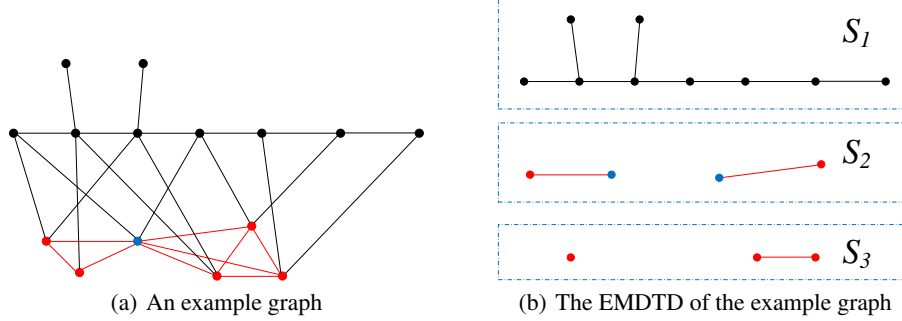 S1
S2
S3
(a) An example graph
(b) The EMDTD of the example graph